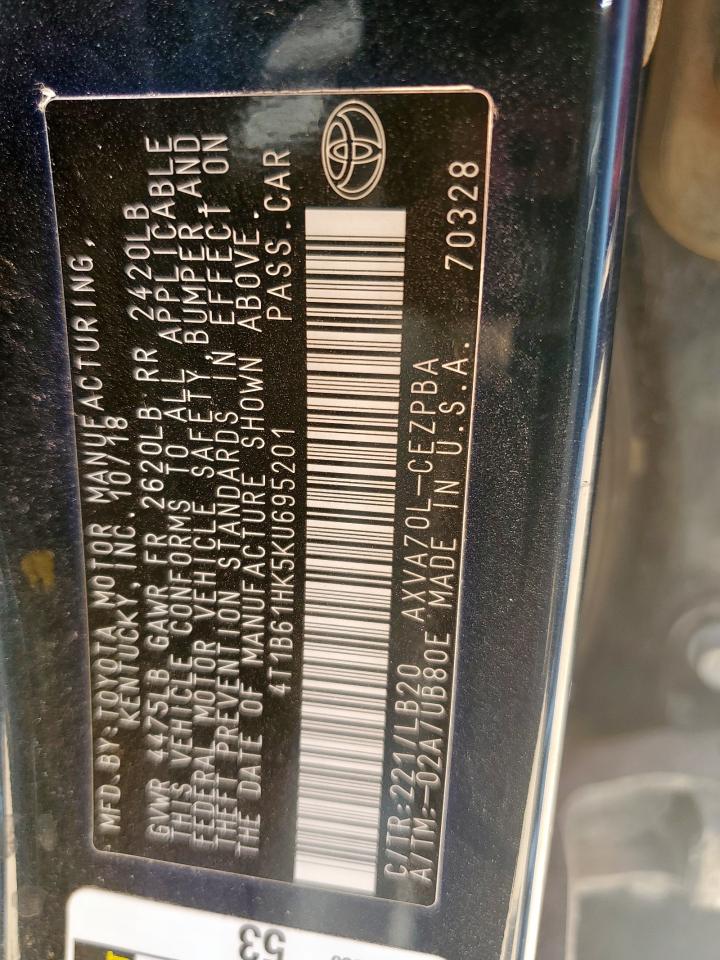 MFD. BY: TOYOTA MOTOR MANUFACTURING,
KENTUCKY, INC. 10/18
GVWR 4475LB GAWR FR 2620LB RR 2420LB
THIS VEHICLE CONFORMS TO ALL APPLICABLE
FEDERAL MOTOR VEHICLE SAFETY, BUMPER AND
THEFT PREVENTION STANDARDS IN EFFECT ON
THE DATE OF MANUFACTURE SHOWN ABOVE.
4T1B61HK5KU695201 PASS.CAR
C/TR:221/LB20 AXVA70L-CEZPBA
A/TM:-02A/UB80E MADE IN U.S.A. 70328
53